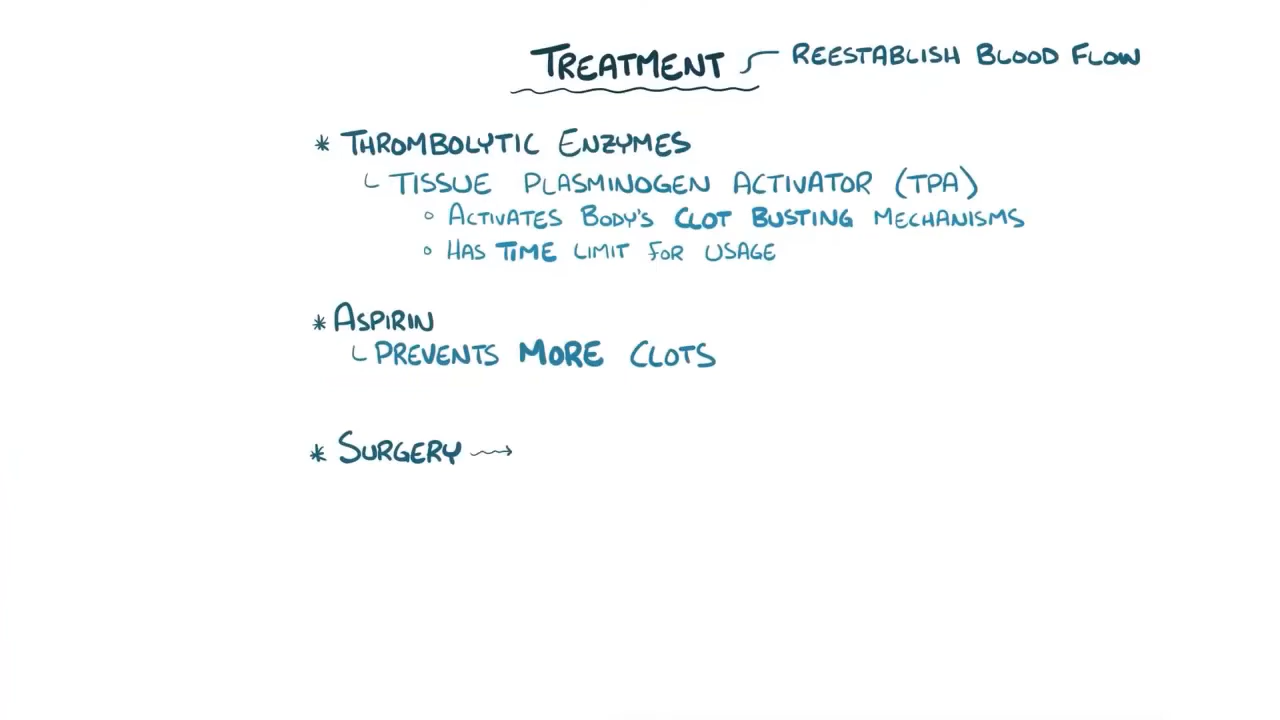 TREATMENT REESTABLISH BLOOD FLOW
* THROMBOLYTIC ENZYMES
TISSUE PLASMINOGEN ACTIVATOR (TPA)
ACTIVATES BODY'S CLOT BUSTING MECHANISMS
HAS TIME LIMIT FOR USAGE
* ASPIRIN
PREVENTS MORE CLOTS
* SURGERY →